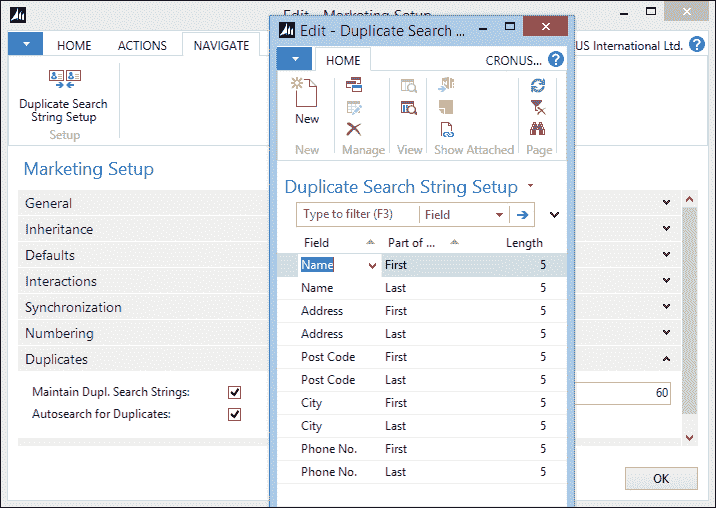 Edit - Marketing Setup
HOME ACTIONS NAVIGATE
US International Ltd.
Duplicate Search
String Setup
Setup
Marketing Setup
General
Inheritance
Defaults
Interactions
Synchronization
Numbering
Duplicates
Maintain Dupl. Search Strings:
Autosearch for Duplicates:
60
OK
Edit - Duplicate Search ...
HOME
CRONUS...
New
New Manage View Show Attached Page
Duplicate Search String Setup
Type to filter (F3) Field
Field Part of ... Length
Name First 5
Name Last 5
Address First 5
Address Last 5
Post Code First 5
Post Code Last 5
City First 5
City Last 5
Phone No. First 5
Phone No. Last 5